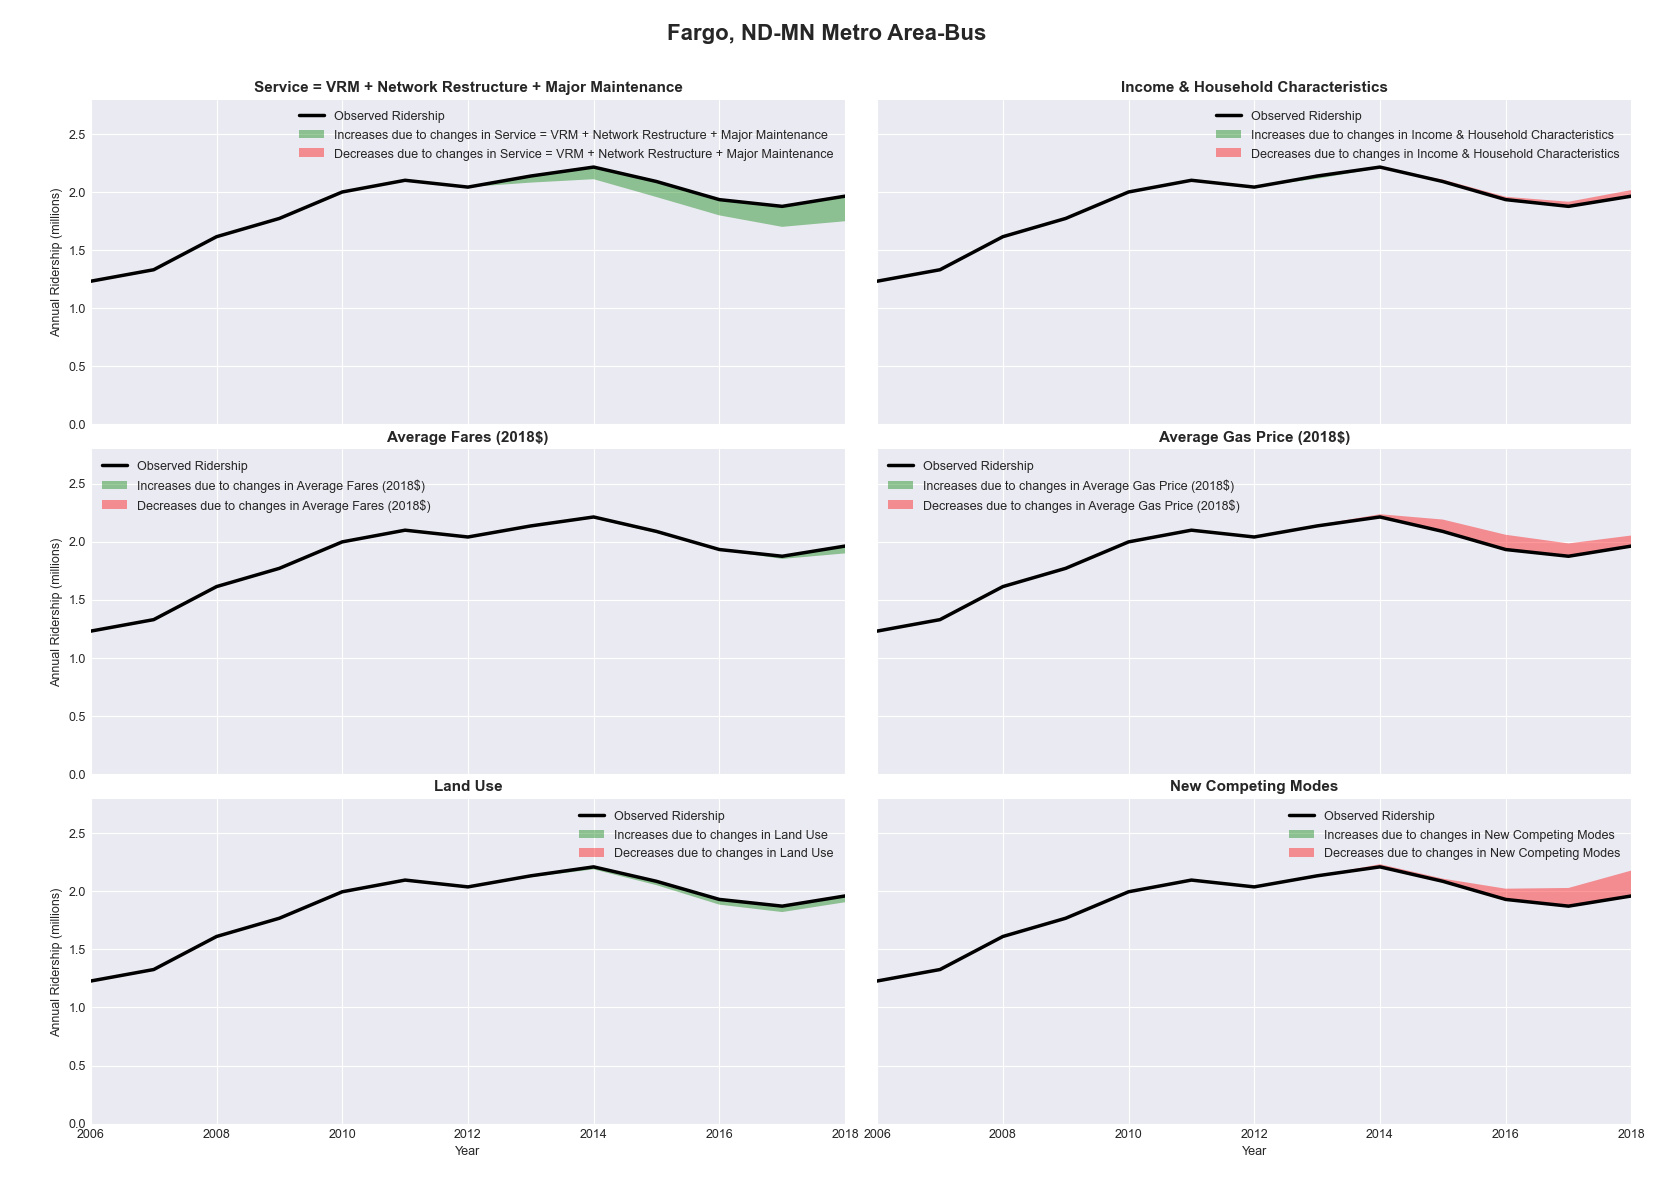 Fargo, ND-MN Metro Area-Bus
Service = VRM + Network Restructure + Major Maintenance
Observed Ridership
Increases due to changes in Service = VRM + Network Restructure + Major Maintenance
Decreases due to changes in Service = VRM + Network Restructure + Major Maintenance
Annual Ridership (millions)
2.5
2.0
1.5
1.0
0.5
0.0
Income & Household Characteristics
Observed Ridership
Increases due to changes in Income & Household Characteristics
Decreases due to changes in Income & Household Characteristics
Average Fares (2018$)
Observed Ridership
Increases due to changes in Average Fares (2018$)
Decreases due to changes in Average Fares (2018$)
Annual Ridership (millions)
2.5
2.0
1.5
1.0
0.5
0.0
Average Gas Price (2018$)
Observed Ridership
Increases due to changes in Average Gas Price (2018$)
Decreases due to changes in Average Gas Price (2018$)
Land Use
Observed Ridership
Increases due to changes in Land Use
Decreases due to changes in Land Use
Annual Ridership (millions)
2.5
2.0
1.5
1.0
0.5
0.0
2006 2008 2010 2012 2014 2016 2018
Year
New Competing Modes
Observed Ridership
Increases due to changes in New Competing Modes
Decreases due to changes in New Competing Modes
2006 2008 2010 2012 2014 2016 2018
Year